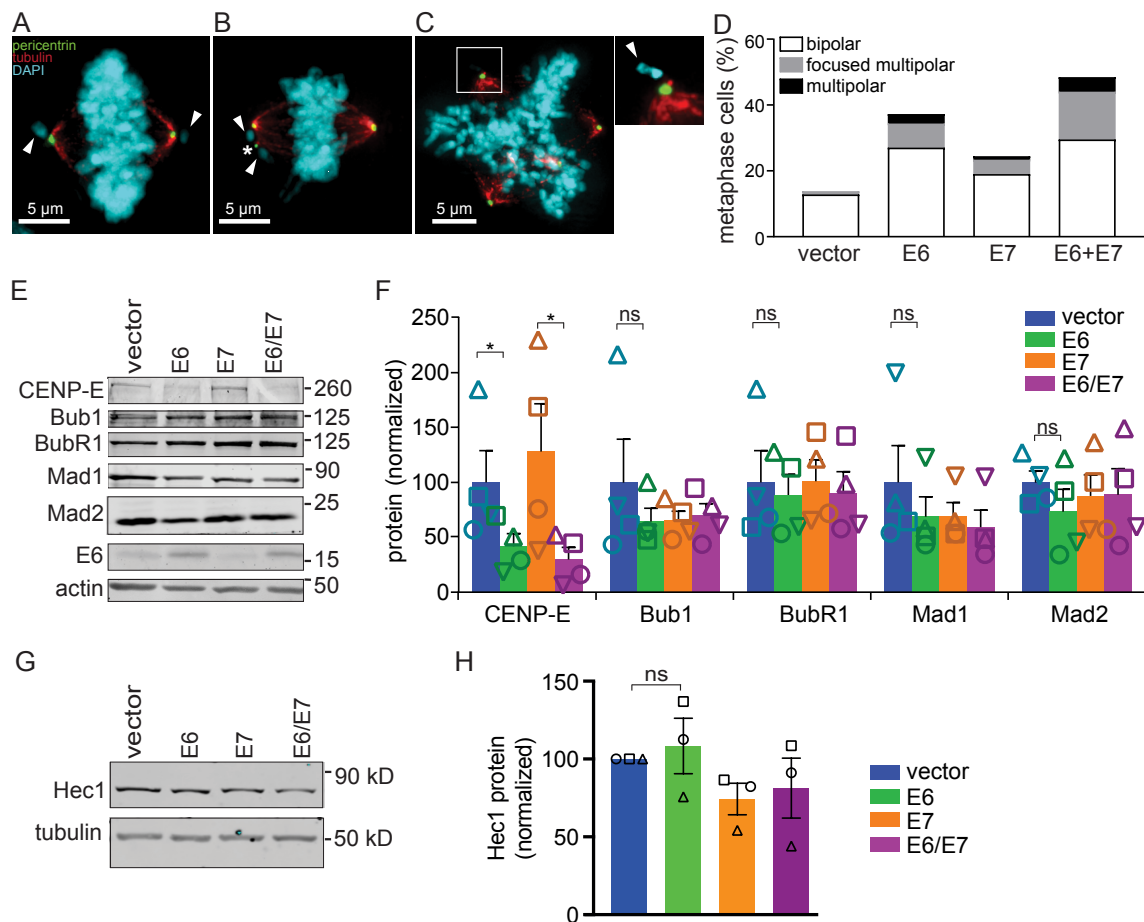 A
pericentrin
tubulin
DAPI
5 µm
B
*
5 µm
C
5 µm
D
metaphase cells (%)
60
40
20
0
bipolar
focused multipolar
multipolar
vector
E6
E7
E6+E7
E
vector
E6
E7
E6/E7
CENP-E
260
Bub1
125
BubR1
125
Mad1
90
Mad2
25
E6
15
actin
50
F
protein (normalized)
250
200
150
100
50
0
*
*
ns
ns
ns
ns
vector
E6
E7
E6/E7
CENP-E
Bub1
BubR1
Mad1
Mad2
G
vector
E6
E7
E6/E7
Hec1
90 kD
tubulin
50 kD
H
Hec1 protein
(normalized)
150
100
50
0
ns
vector
E6
E7
E6/E7